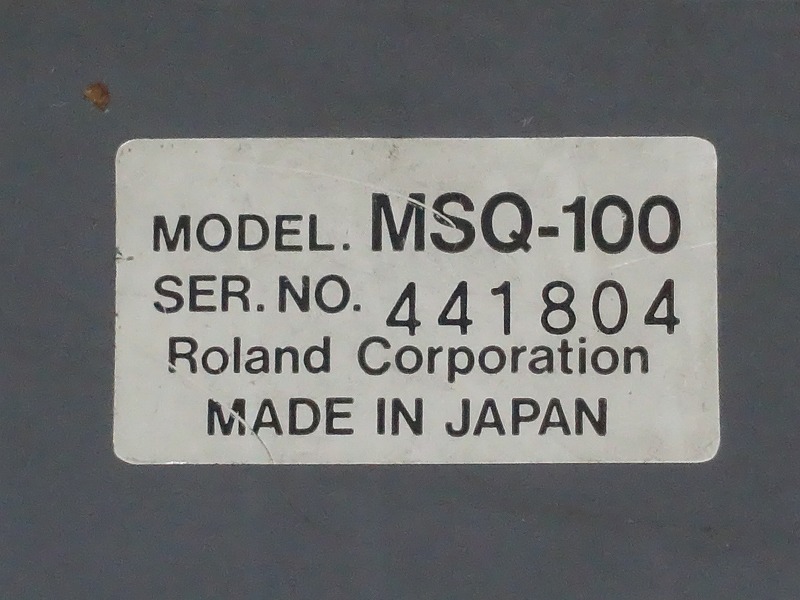 MODEL. MSQ-100
SER. NO. 441804
Roland Corporation
MADE IN JAPAN